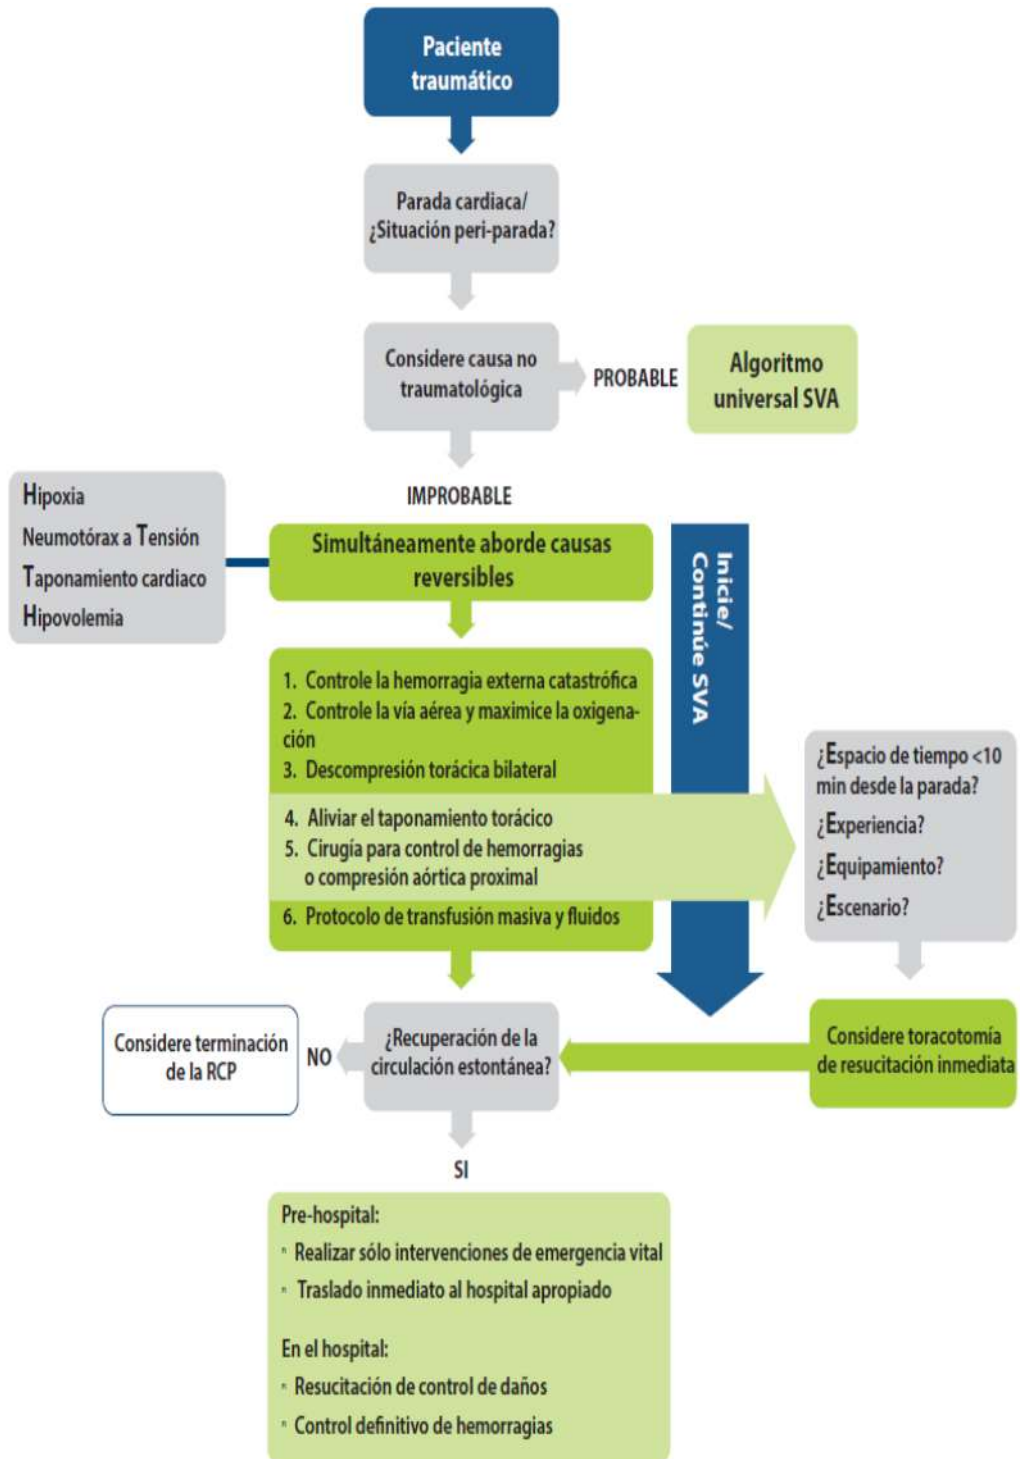 Paciente
traumático
Parada cardiaca/
¿Situación peri-parada?
Considere causa no
traumatológica
PROBABLE
Algoritmo
universal SVA
IMPROBABLE
Hipoxia
Neumotórax a Tensión
Taponamiento cardiaco
Hipovolemia
Simultáneamente aborde causas
reversibles
Inicie/
Continúe SVA
1. Controle la hemorragia externa catastrófica
2. Controle la vía aérea y maximice la oxigena-
ción
3. Descompresión torácica bilateral
4. Aliviar el taponamiento torácico
5. Cirugía para control de hemorragias
o compresión aórtica proximal
6. Protocolo de transfusión masiva y fluidos
¿Espacio de tiempo <10
min desde la parada?
¿Experiencia?
¿Equipamiento?
¿Escenario?
Considere terminación
de la RCP
NO
¿Recuperación de la
circulación estontánea?
Considere toracotomía
de resucitación inmediata
SI
Pre-hospital:
▫ Realizar sólo intervenciones de emergencia vital
▫ Traslado inmediato al hospital apropiado
En el hospital:
▫ Resucitación de control de daños
▫ Control definitivo de hemorragias